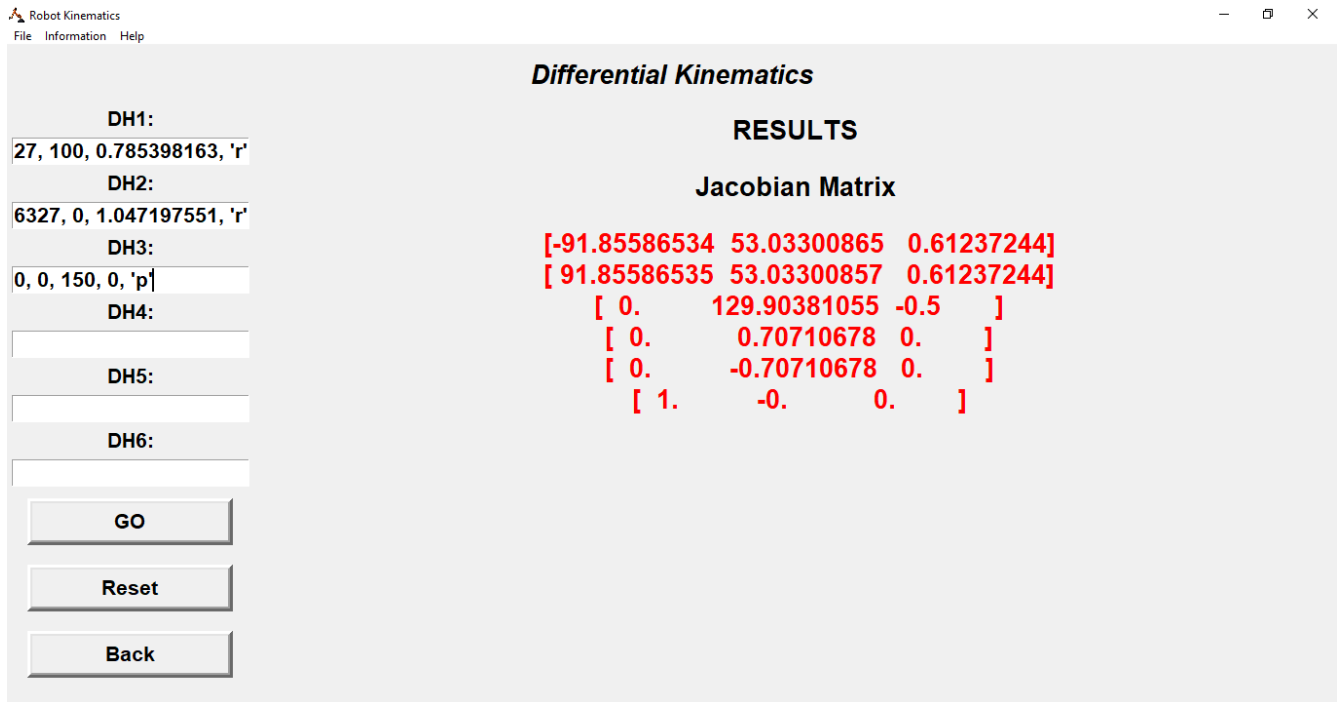 Robot Kinematics
File Information Help
Differential Kinematics
DH1:
27, 100, 0.785398163, 'r'
DH2:
6327, 0, 1.047197551, 'r'
DH3:
0, 0, 150, 0, 'p'
DH4:
DH5:
DH6:
GO
Reset
Back
RESULTS
Jacobian Matrix
[-91.85586534 53.03300865 0.61237244]
[ 91.85586535 53.03300857 0.61237244]
[ 0. 129.90381055 -0.5 ]
[ 0. 0.70710678 0. ]
[ 0. -0.70710678 0. ]
[ 1. -0. 0. ]